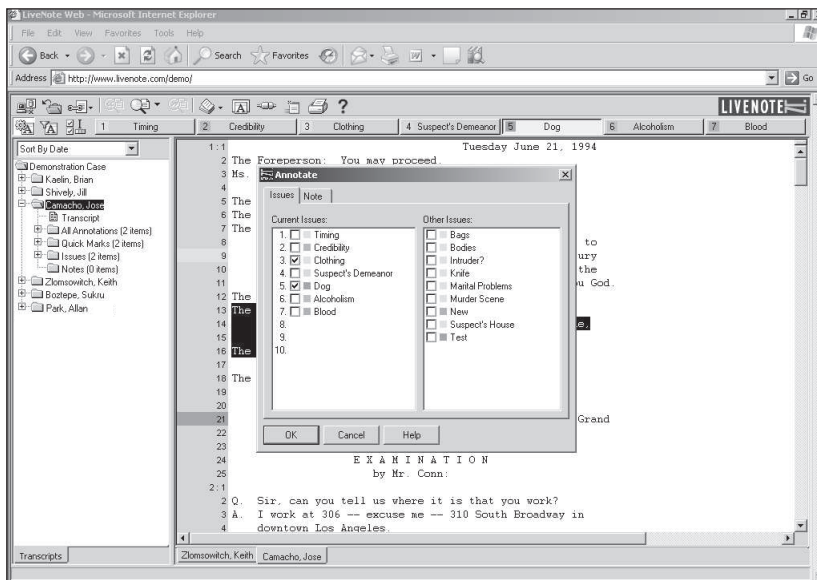 LiveNote Web - Microsoft Internet Explorer
File Edit View Favorites Tools Help
Back Search Favorites
Address http://www.livenote.com/demo/ Go
LIVENOTE
1 Timing 2 Credibility 3 Clothing 4 Suspect's Demeanor 5 Dog 6 Alcoholism 7 Blood
Sort By Date
Demonstration Case
Kaelin, Brian
Shively, Jill
Camacho, Jose
Transcript
All Annotations (2 items)
Quick Marks (2 items)
Issues (2 items)
Notes (0 items)
Zlomsowitch, Keith
Boztepe, Sukru
Park, Allan
1:1 Tuesday June 21, 1994
2 The Foreperson: You may proceed.
3 Ms.
4
5 The
6 The
7 The
8 to
9 ury
10 the
11 u God.
12 The
13 The
14 e,
15
16 The
17
18 The
19
20
21 Grand
22
23
24 E X A M I N A T I O N
25 by Mr. Conn:
2:1
2 Q. Sir, can you tell us where it is that you work?
3 A. I work at 306 -- excuse me -- 310 South Broadway in
4 downtown Los Angeles.
Annotate
Issues Note
Current Issues:
1. Timing
2. Credibility
3. Clothing
4. Suspect's Demeanor
5. Dog
6. Alcoholism
7. Blood
8.
9.
10.
Other Issues:
Bags
Bodies
Intruder?
Knife
Marital Problems
Murder Scene
New
Suspect's House
Test
OK Cancel Help
Transcripts Zlomsowitch, Keith Camacho, Jose